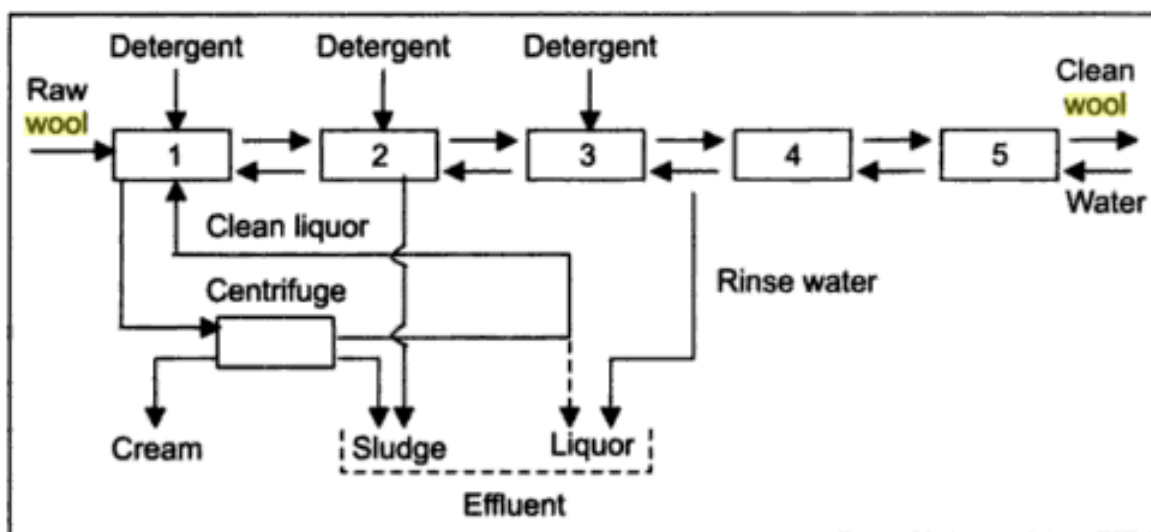 Detergent Detergent Detergent
Raw
wool
Clean
wool
1 2 3 4 5
Water
Clean liquor
Rinse water
Centrifuge
Cream Sludge Liquor
Effluent